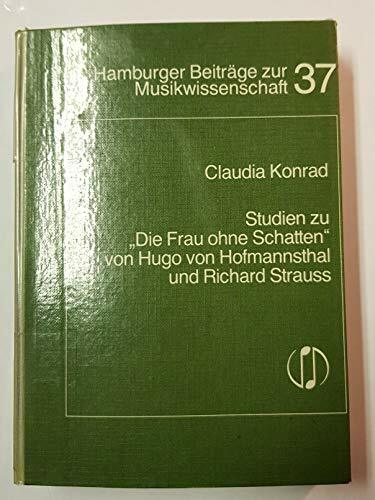 Hamburger Beiträge zur
Musikwissenschaft 37
Claudia Konrad
Studien zu
„Die Frau ohne Schatten“
von Hugo von Hofmannsthal
und Richard Strauss